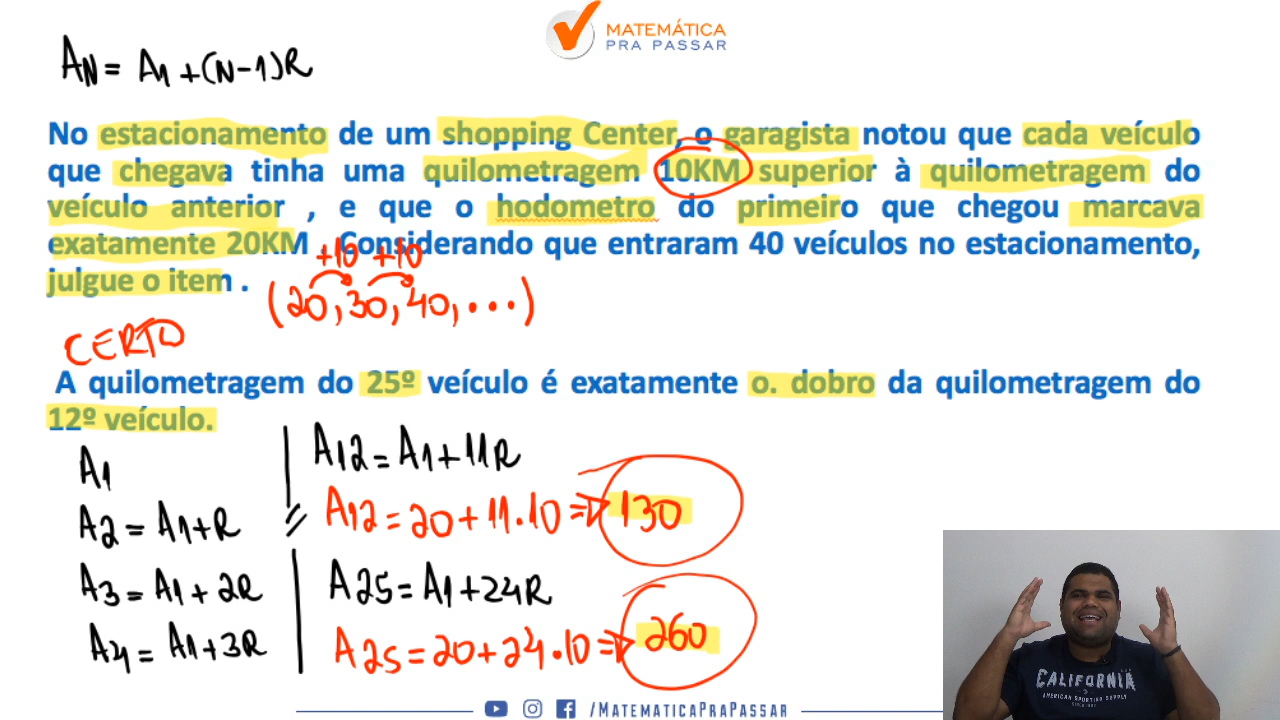 MATEMÁTICA
PRA PASSAR
AN = A1 + (N-1)R
No estacionamento de um shopping Center, o garagista notou que cada veículo
que chegava tinha uma quilometragem 10KM superior à quilometragem do
veículo anterior , e que o hodometro do primeiro que chegou marcava
exatamente 20KM . Considerando que entraram 40 veículos no estacionamento,
julgue o item .
+10 +10
(20, 30, 40, ...)
CERTO
A quilometragem do 25º veículo é exatamente o. dobro da quilometragem do
12º veículo.
A1
A2 = A1+R
A3 = A1 + 2R
A4 = A1+3R
A12 = A1+11R
A12 = 20+11.10 => 130
A25 = A1+24R
A25 = 20+24.10 => 260
CALIFORNIA
AMERICAN SPORTING SUPPLY
/MATEMATICAPRAPASSAR